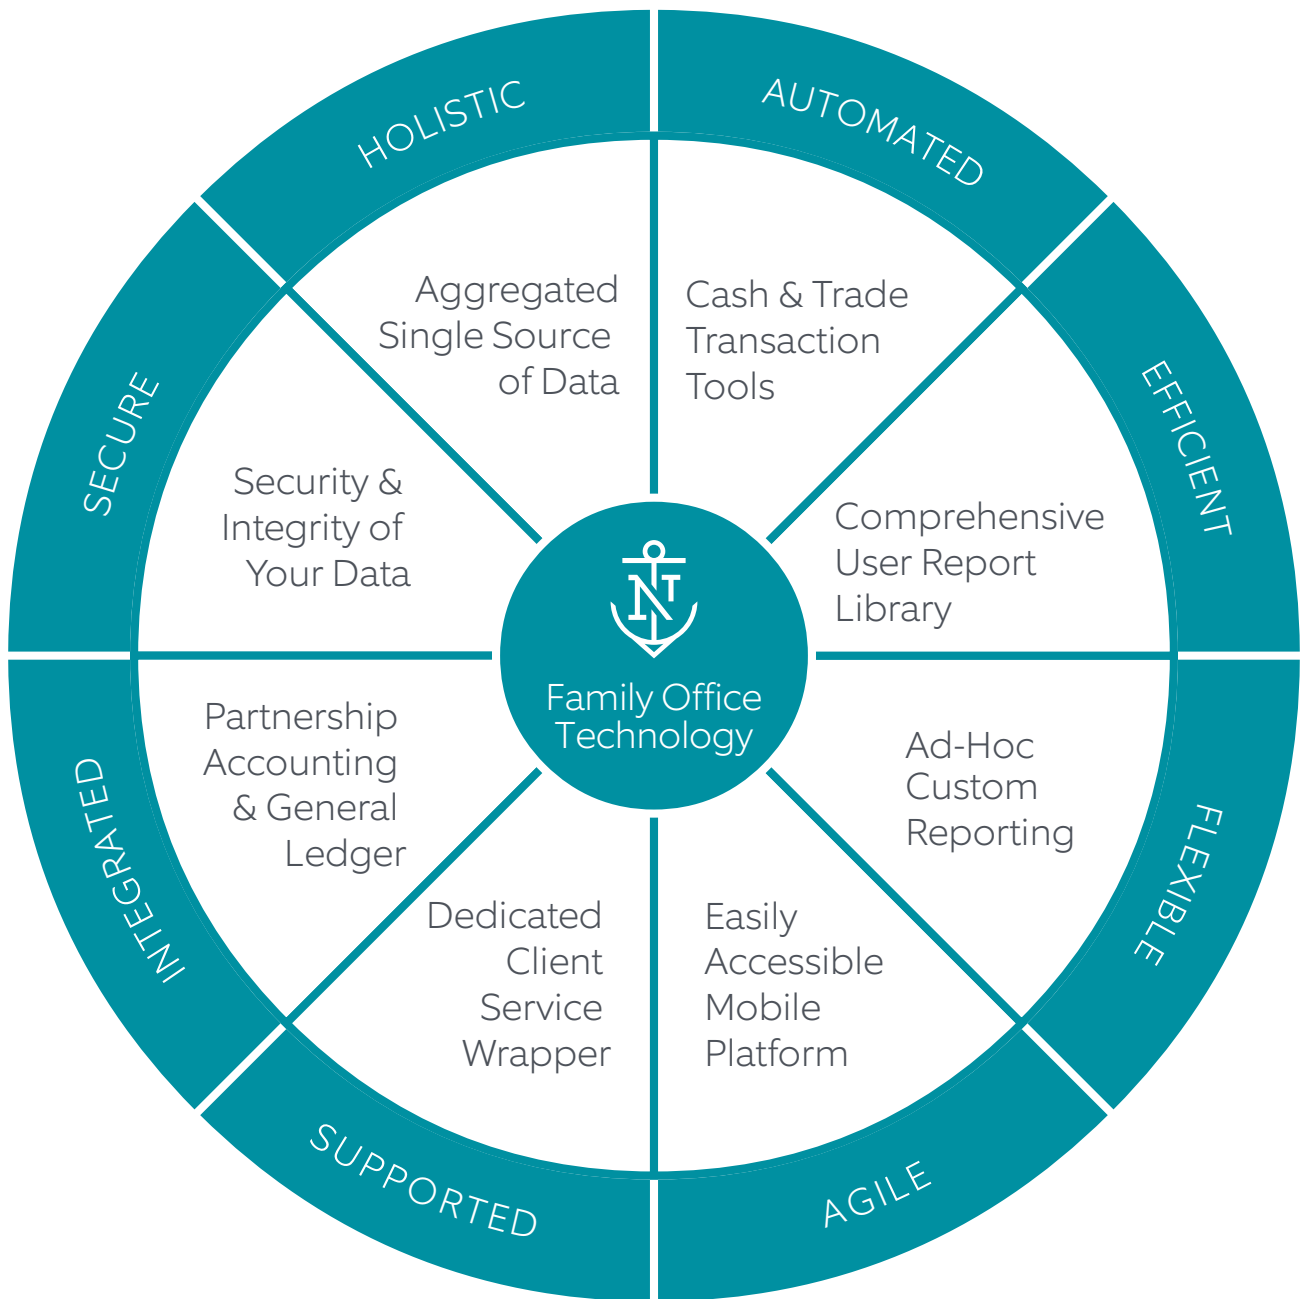 HOLISTIC
Aggregated
Single Source
of Data
AUTOMATED
Cash & Trade
Transaction
Tools
EFFICIENT
Comprehensive
User Report
Library
FLEXIBLE
Ad-Hoc
Custom
Reporting
AGILE
Easily
Accessible
Mobile
Platform
SUPPORTED
Dedicated
Client
Service
Wrapper
INTEGRATED
Partnership
Accounting
& General
Ledger
SECURE
Security &
Integrity of
Your Data
NT
Family Office
Technology